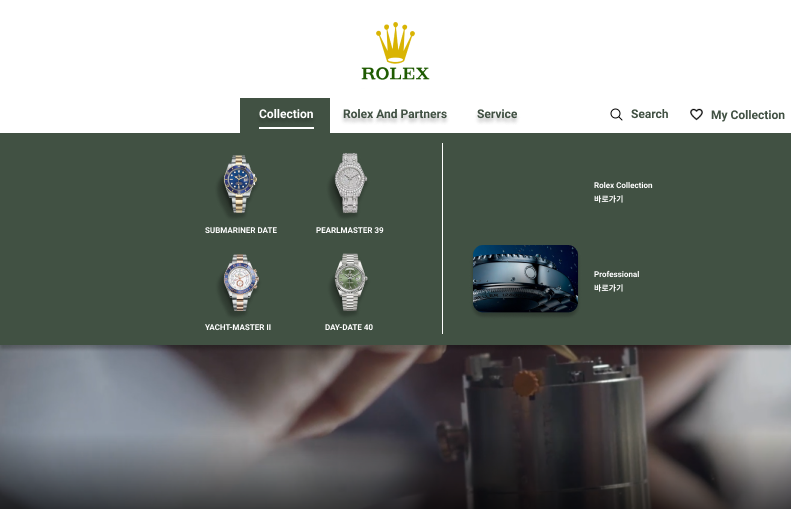 ROLEX
Collection
Rolex And Partners
Service
Search
My Collection
SUBMARINER DATE
PEARLMASTER 39
Rolex Collection
바로가기
YACHT-MASTER II
DAY-DATE 40
Professional
바로가기